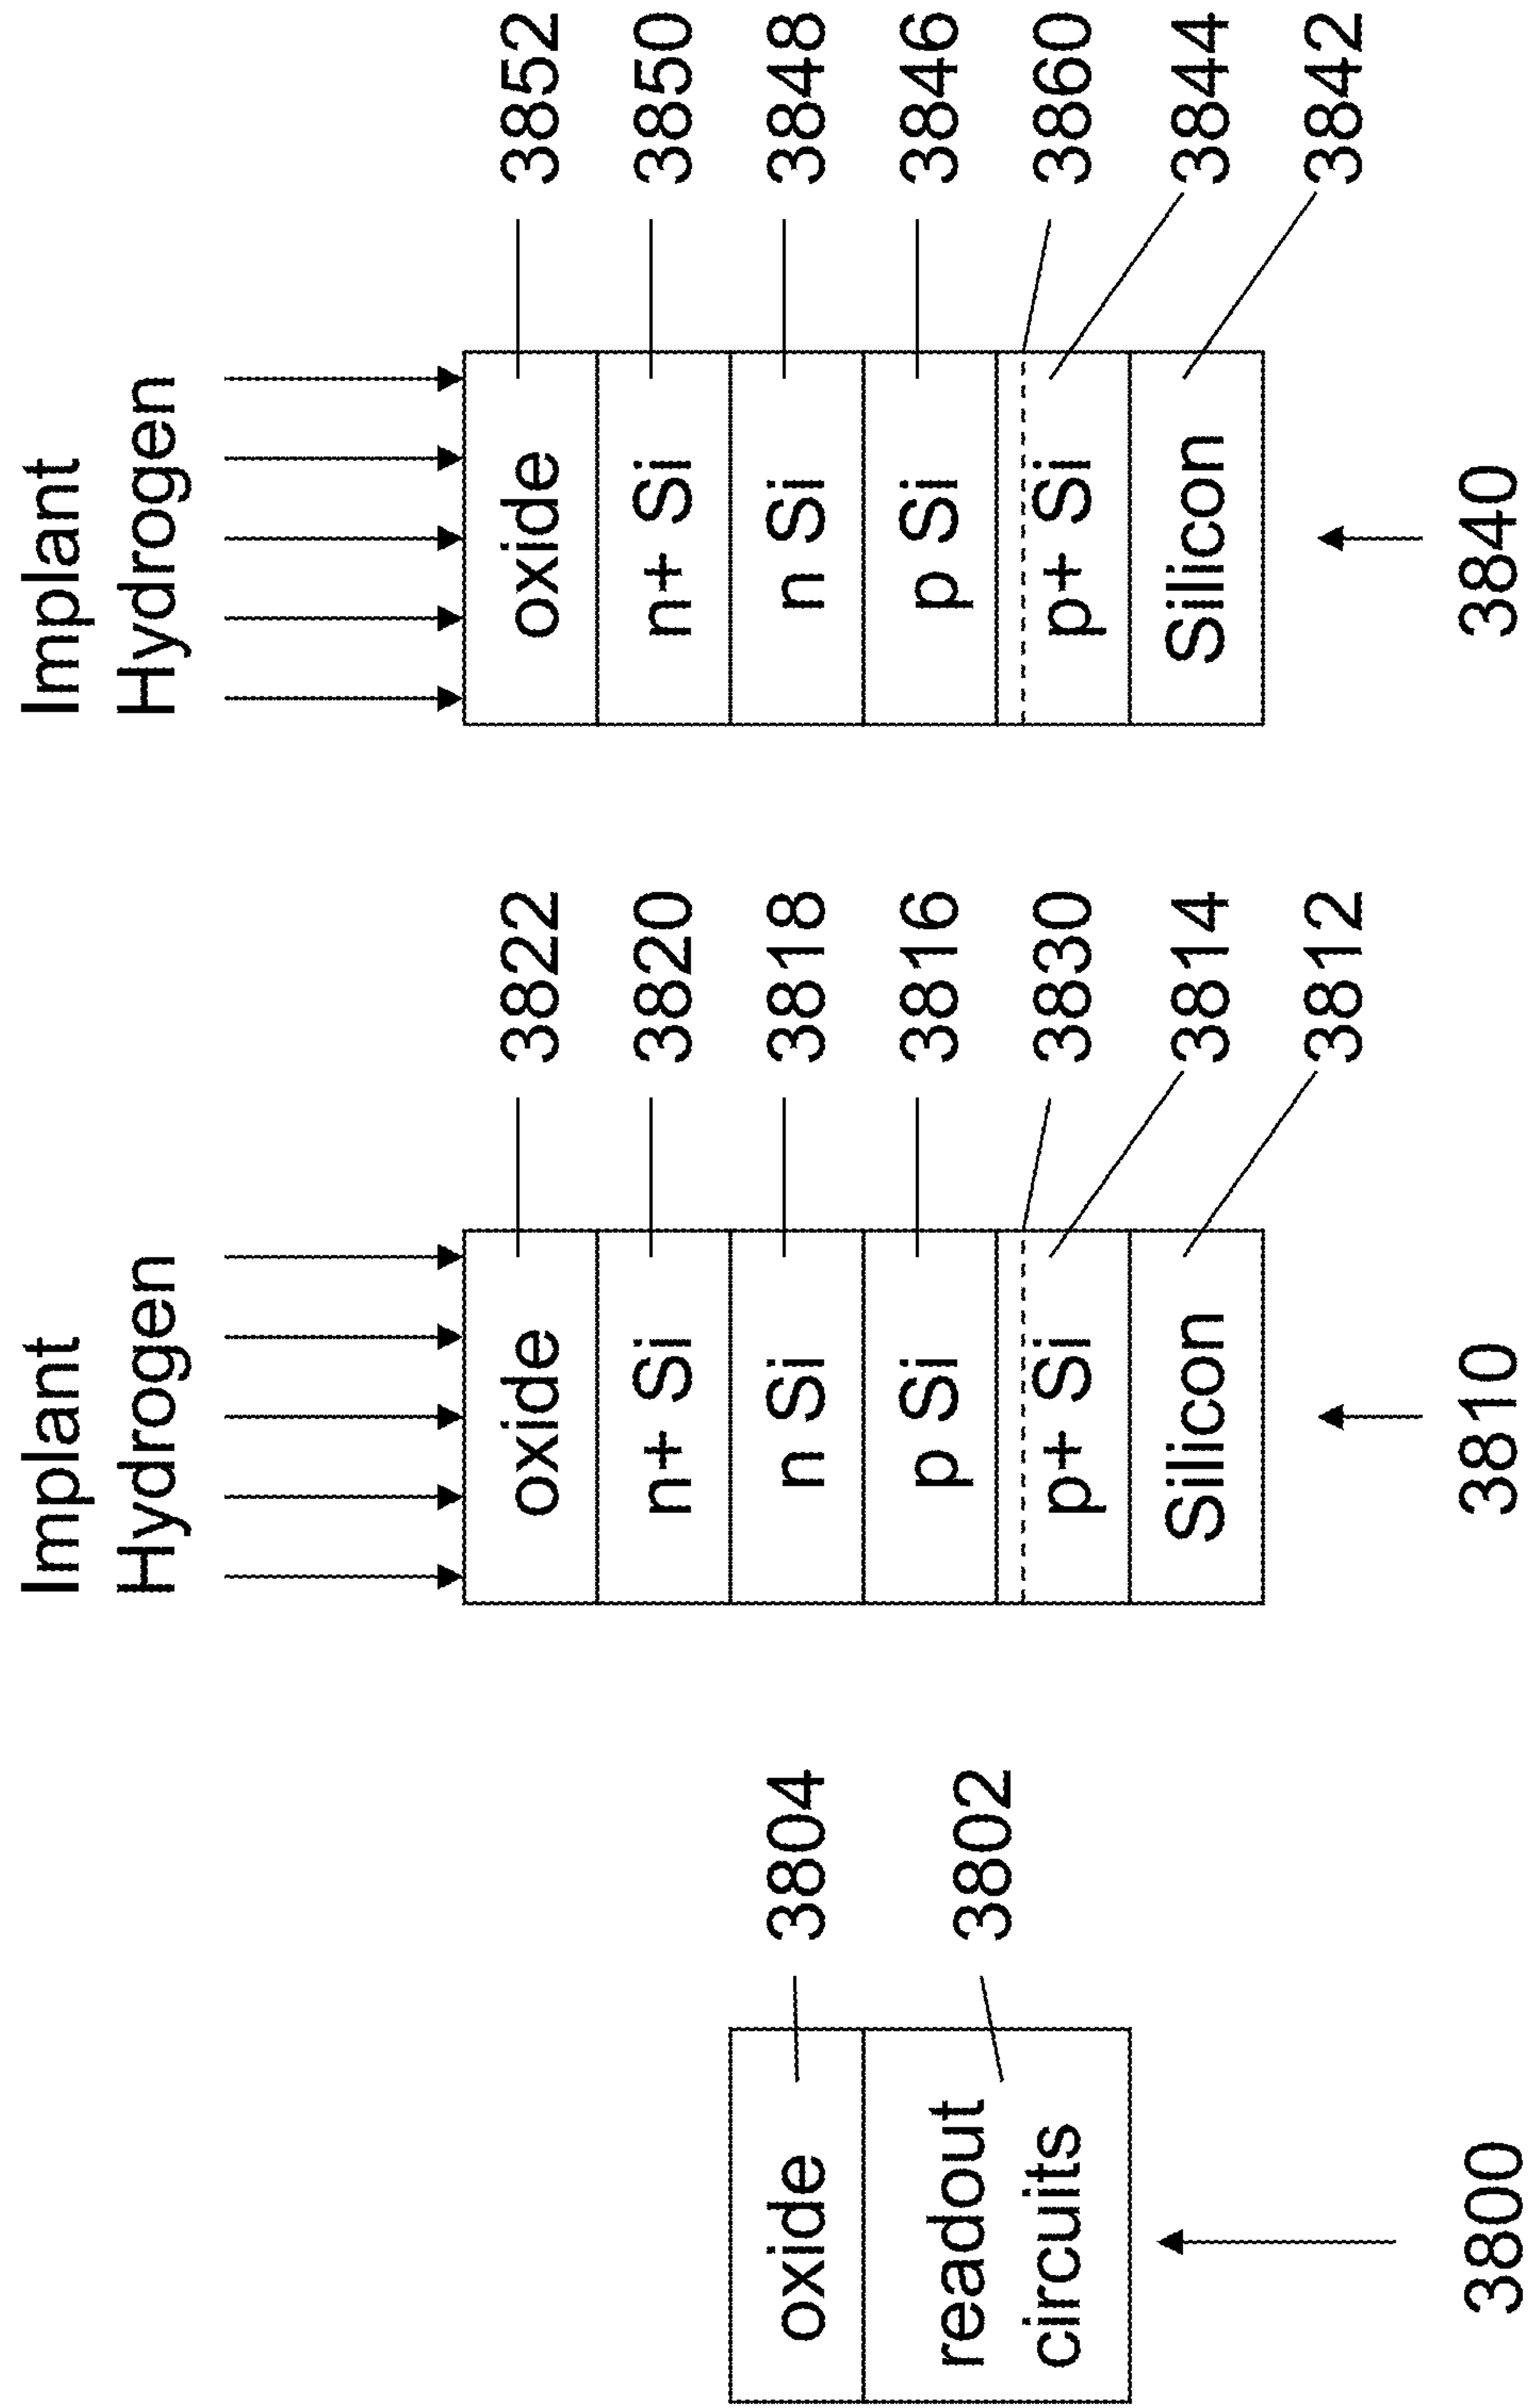 oxide
3804
readout
circuits
3802
3800
Implant
Hydrogen
oxide
3822
n+ Si
3820
n Si
3818
p Si
3816
3830
p+ Si
3814
Silicon
3812
3810
Implant
Hydrogen
oxide
3852
n+ Si
3850
n Si
3848
p Si
3846
3860
p+ Si
3844
Silicon
3842
3840